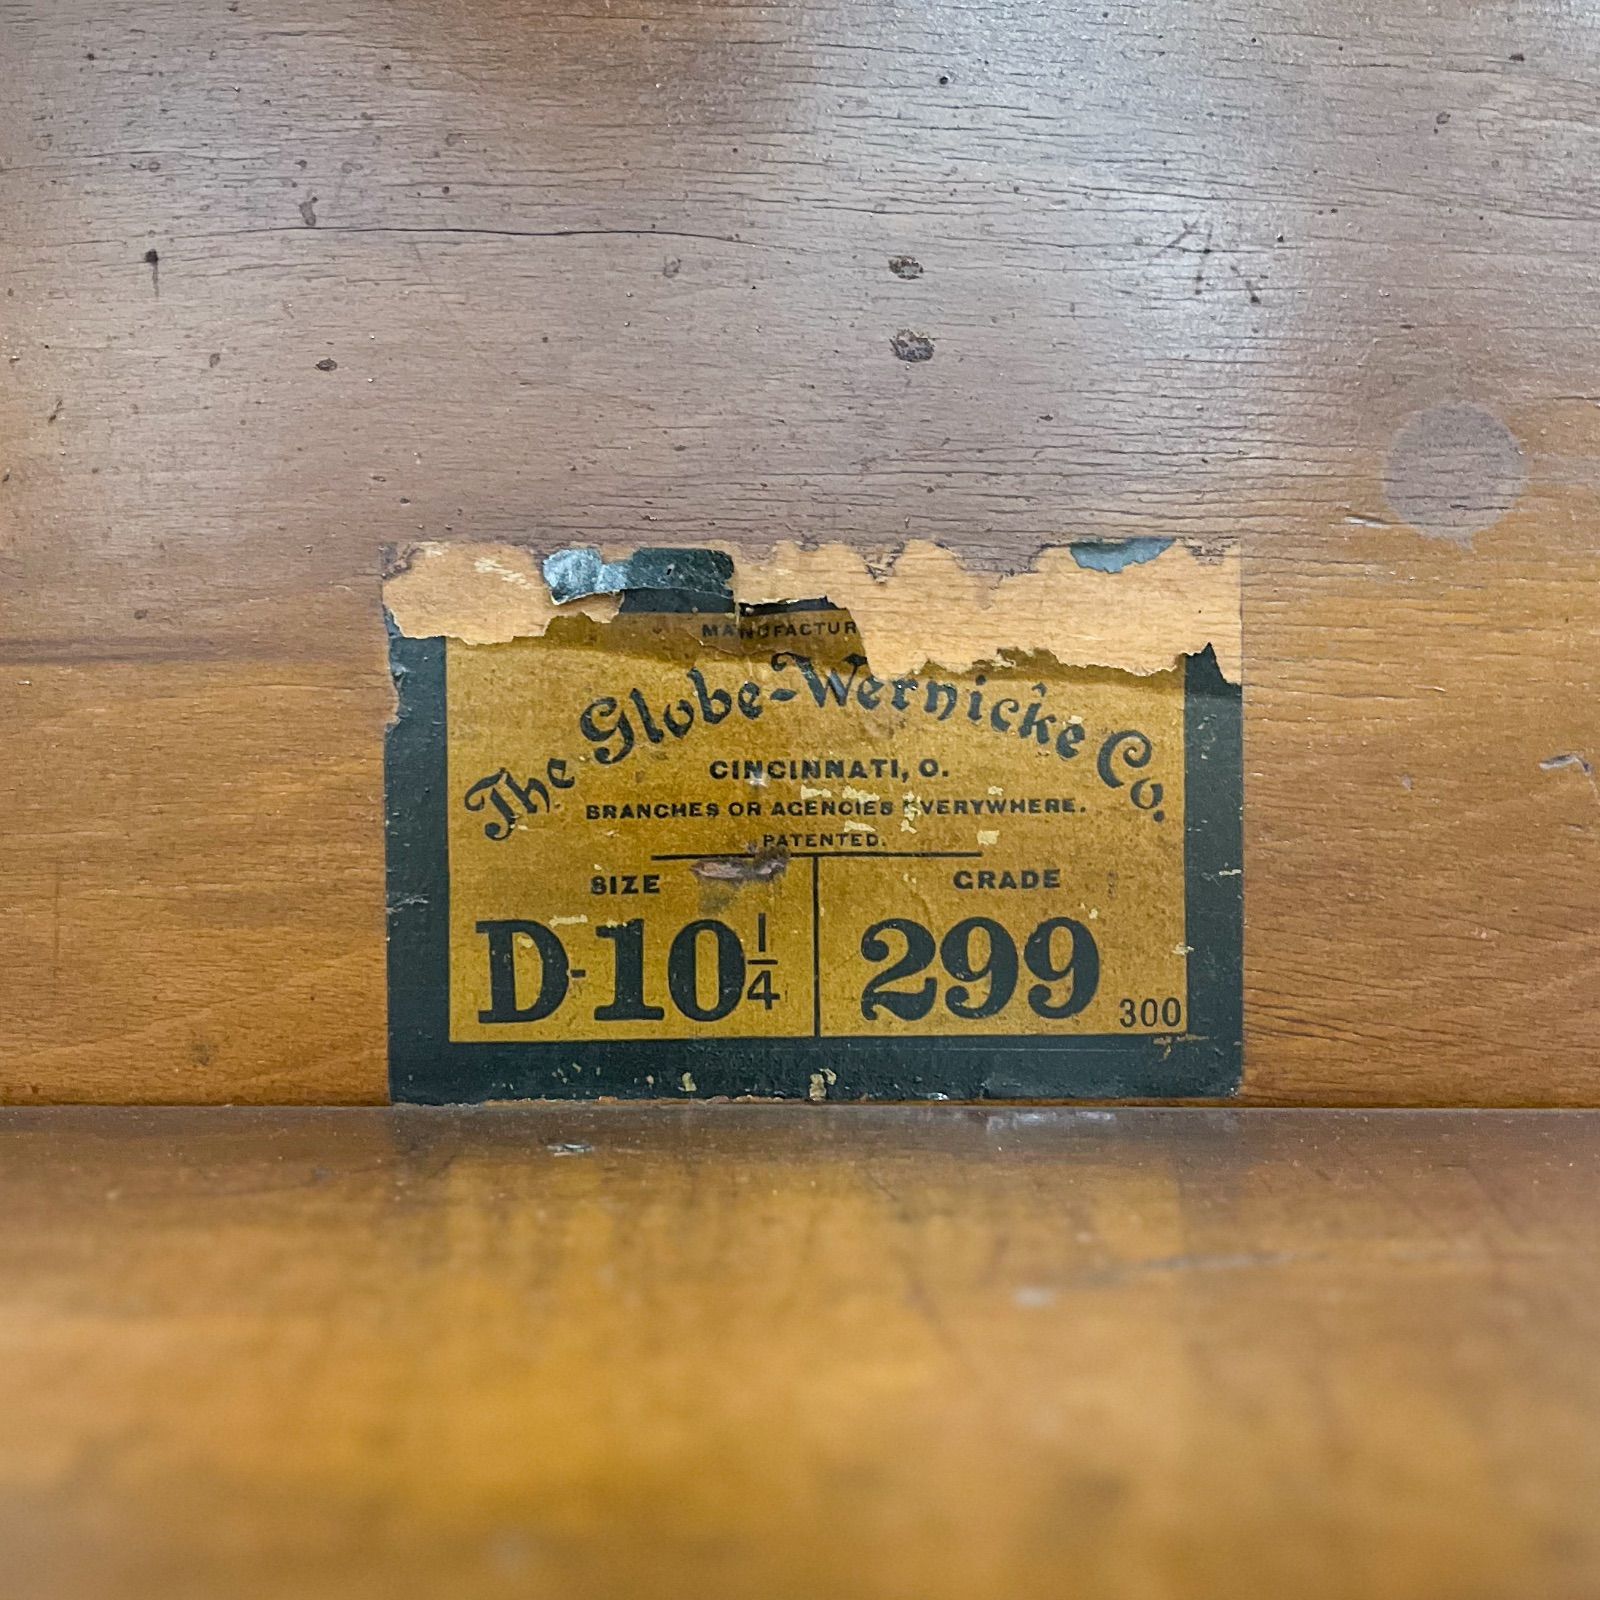 MANUFACTUR
The Globe-Wernicke Co.
CINCINNATI, O.
BRANCHES OR AGENCIES EVERYWHERE.
PATENTED.
SIZE
D-10 1/4
GRADE
299
300